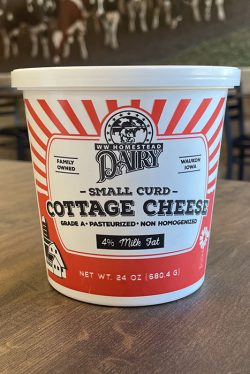 WW HOMESTEAD
DAIRY
FAMILY
OWNED
WAUKON
IOWA
- SMALL CURD -
COTTAGE CHEESE
GRADE A • PASTEURIZED • NON HOMOGENIZED
4% Milk Fat
NET WT. 24 OZ (680.4 G)